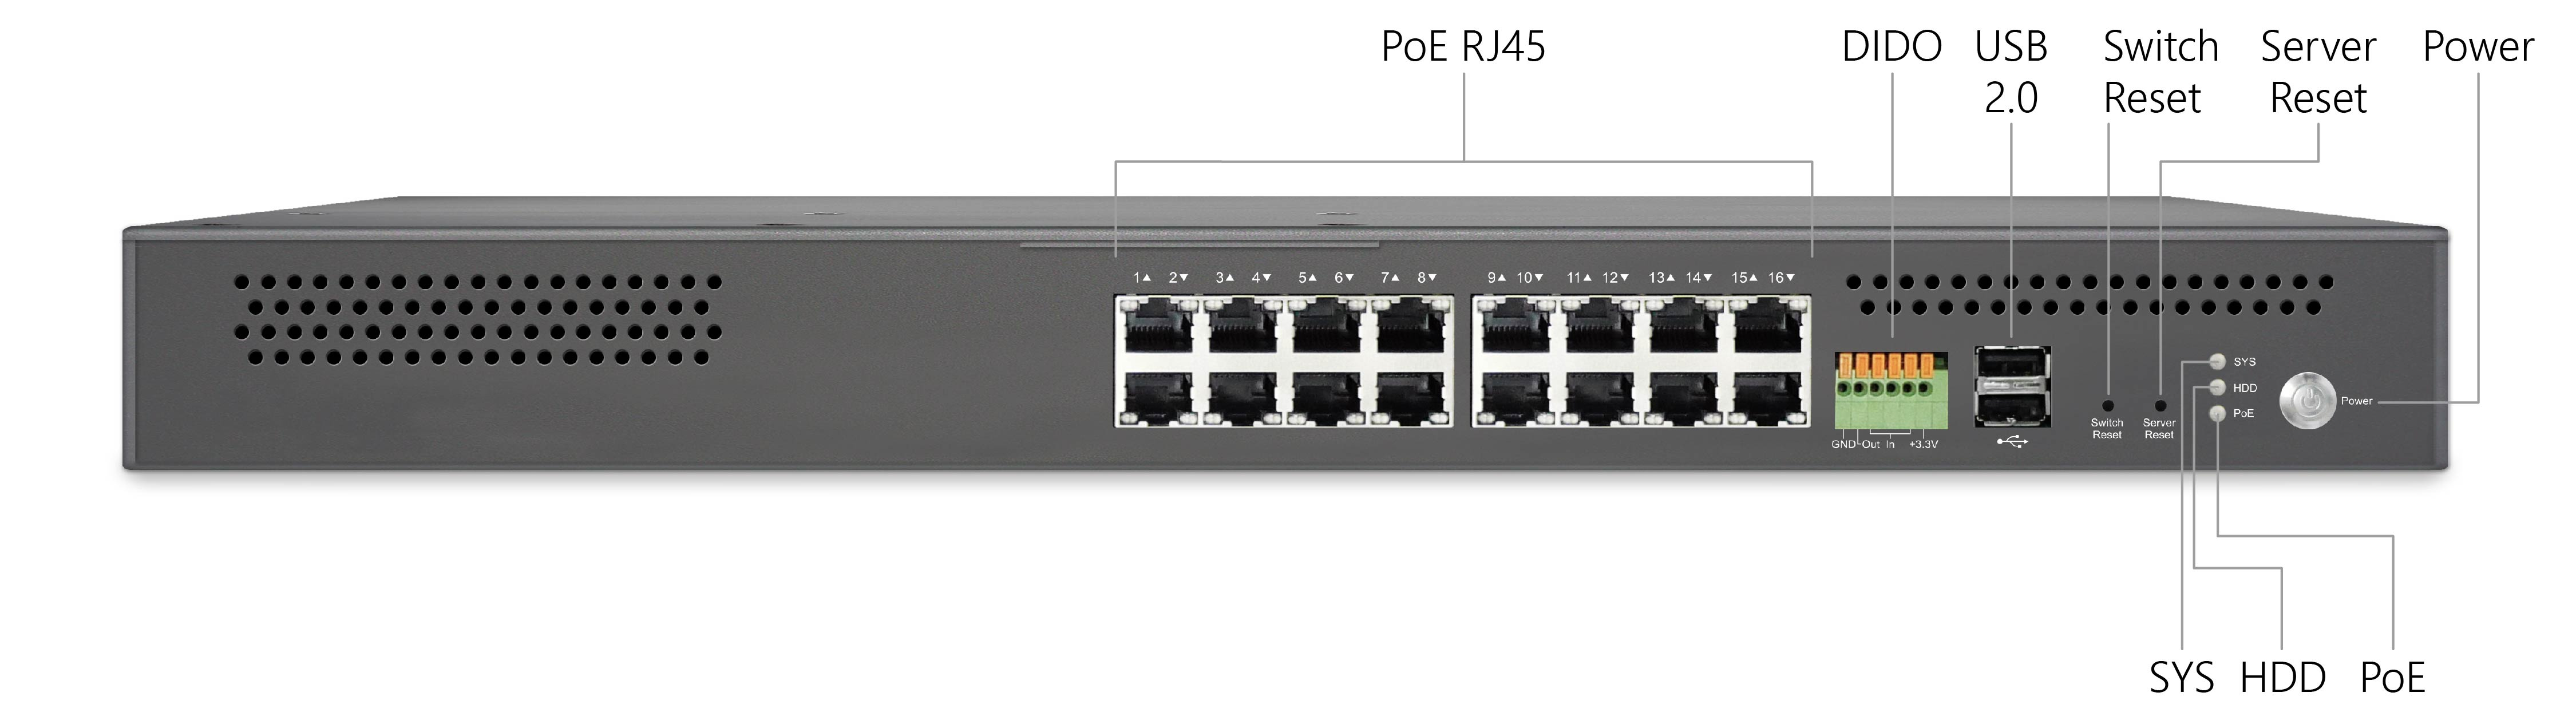 PoE RJ45
DIDO
USB
2.0
Switch
Reset
Server
Reset
Power
1▲ 2▼ 3▲ 4▼ 5▲ 6▼ 7▲ 8▼ 9▲ 10▼ 11▲ 12▼ 13▲ 14▼ 15▲ 16▼
SYS
HDD
PoE
Power
Switch
Reset
Server
Reset
GND Out In +3.3V
SYS HDD PoE